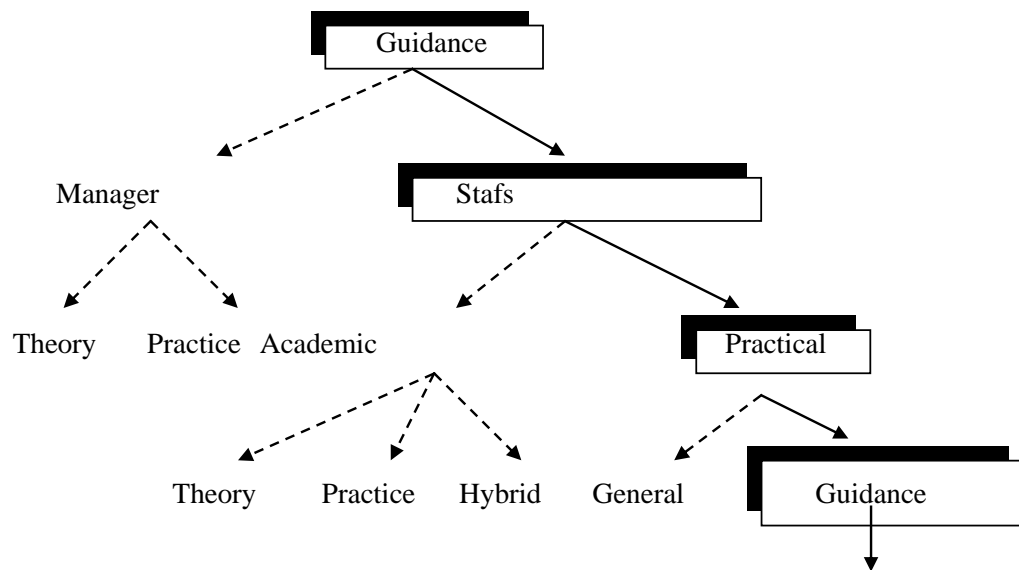 Guidance
Manager Stafs
Theory Practice Academic Practical
Theory Practice Hybrid General Guidance